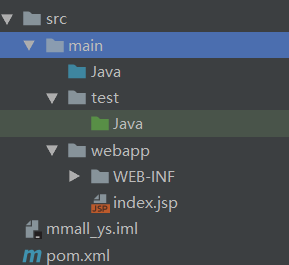 src
main
Java
test
Java
webapp
WEB-INF
index.jsp
mmall_ys.iml
pom.xml